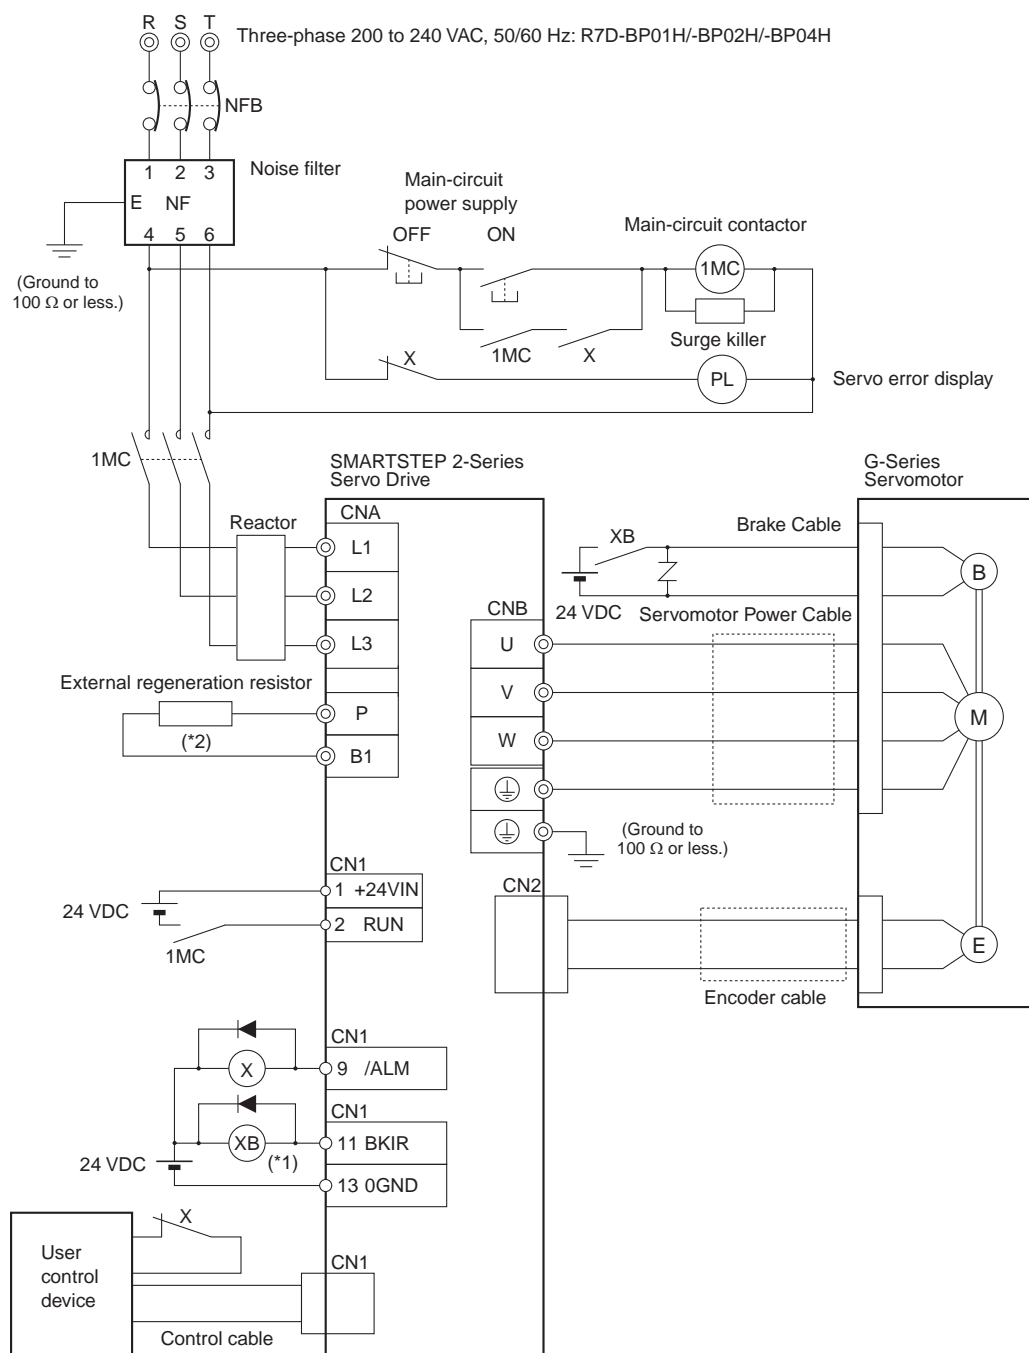 R S T
Three-phase 200 to 240 VAC, 50/60 Hz: R7D-BP01H/-BP02H/-BP04H
NFB
1 2 3
Noise filter
E NF
4 5 6
(Ground to
100 Ω or less.)
Main-circuit
power supply
OFF ON
Main-circuit contactor
1MC
Surge killer
1MC X
X
PL
Servo error display
1MC
SMARTSTEP 2-Series
Servo Drive
G-Series
Servomotor
Reactor
CNA
L1
L2
L3
XB
Brake Cable
B
24 VDC
Servomotor Power Cable
CNB
U
V
W
M
External regeneration resistor
(*2)
P
B1
(Ground to
100 Ω or less.)
CN1
24 VDC
1 +24VIN
2 RUN
1MC
CN2
E
Encoder cable
CN1
X
9 /ALM
CN1
XB
(*1)
11 BKIR
24 VDC
13 0GND
X
User
control
device
CN1
Control cable